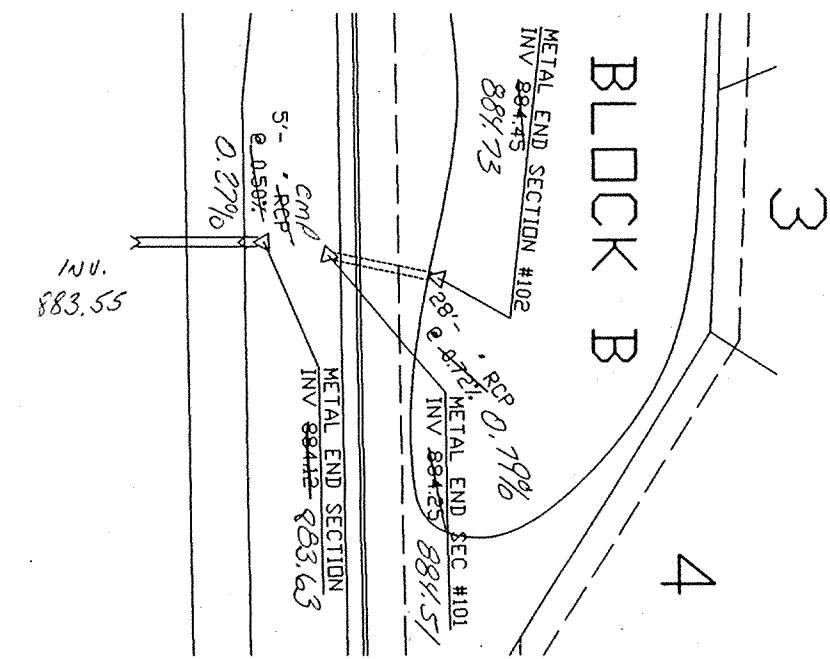 METAL END SECTION #102
INV 884.45
884.73
BLOCK B
3
5'- " RCP
CMP
@ 0.50%
0.27%
INV.
883.55
28'- " RCP
@ 0.72%
0.79%
METAL END SEC #101
INV 884.25 884.51
METAL END SECTION
INV 884.12 883.63
4